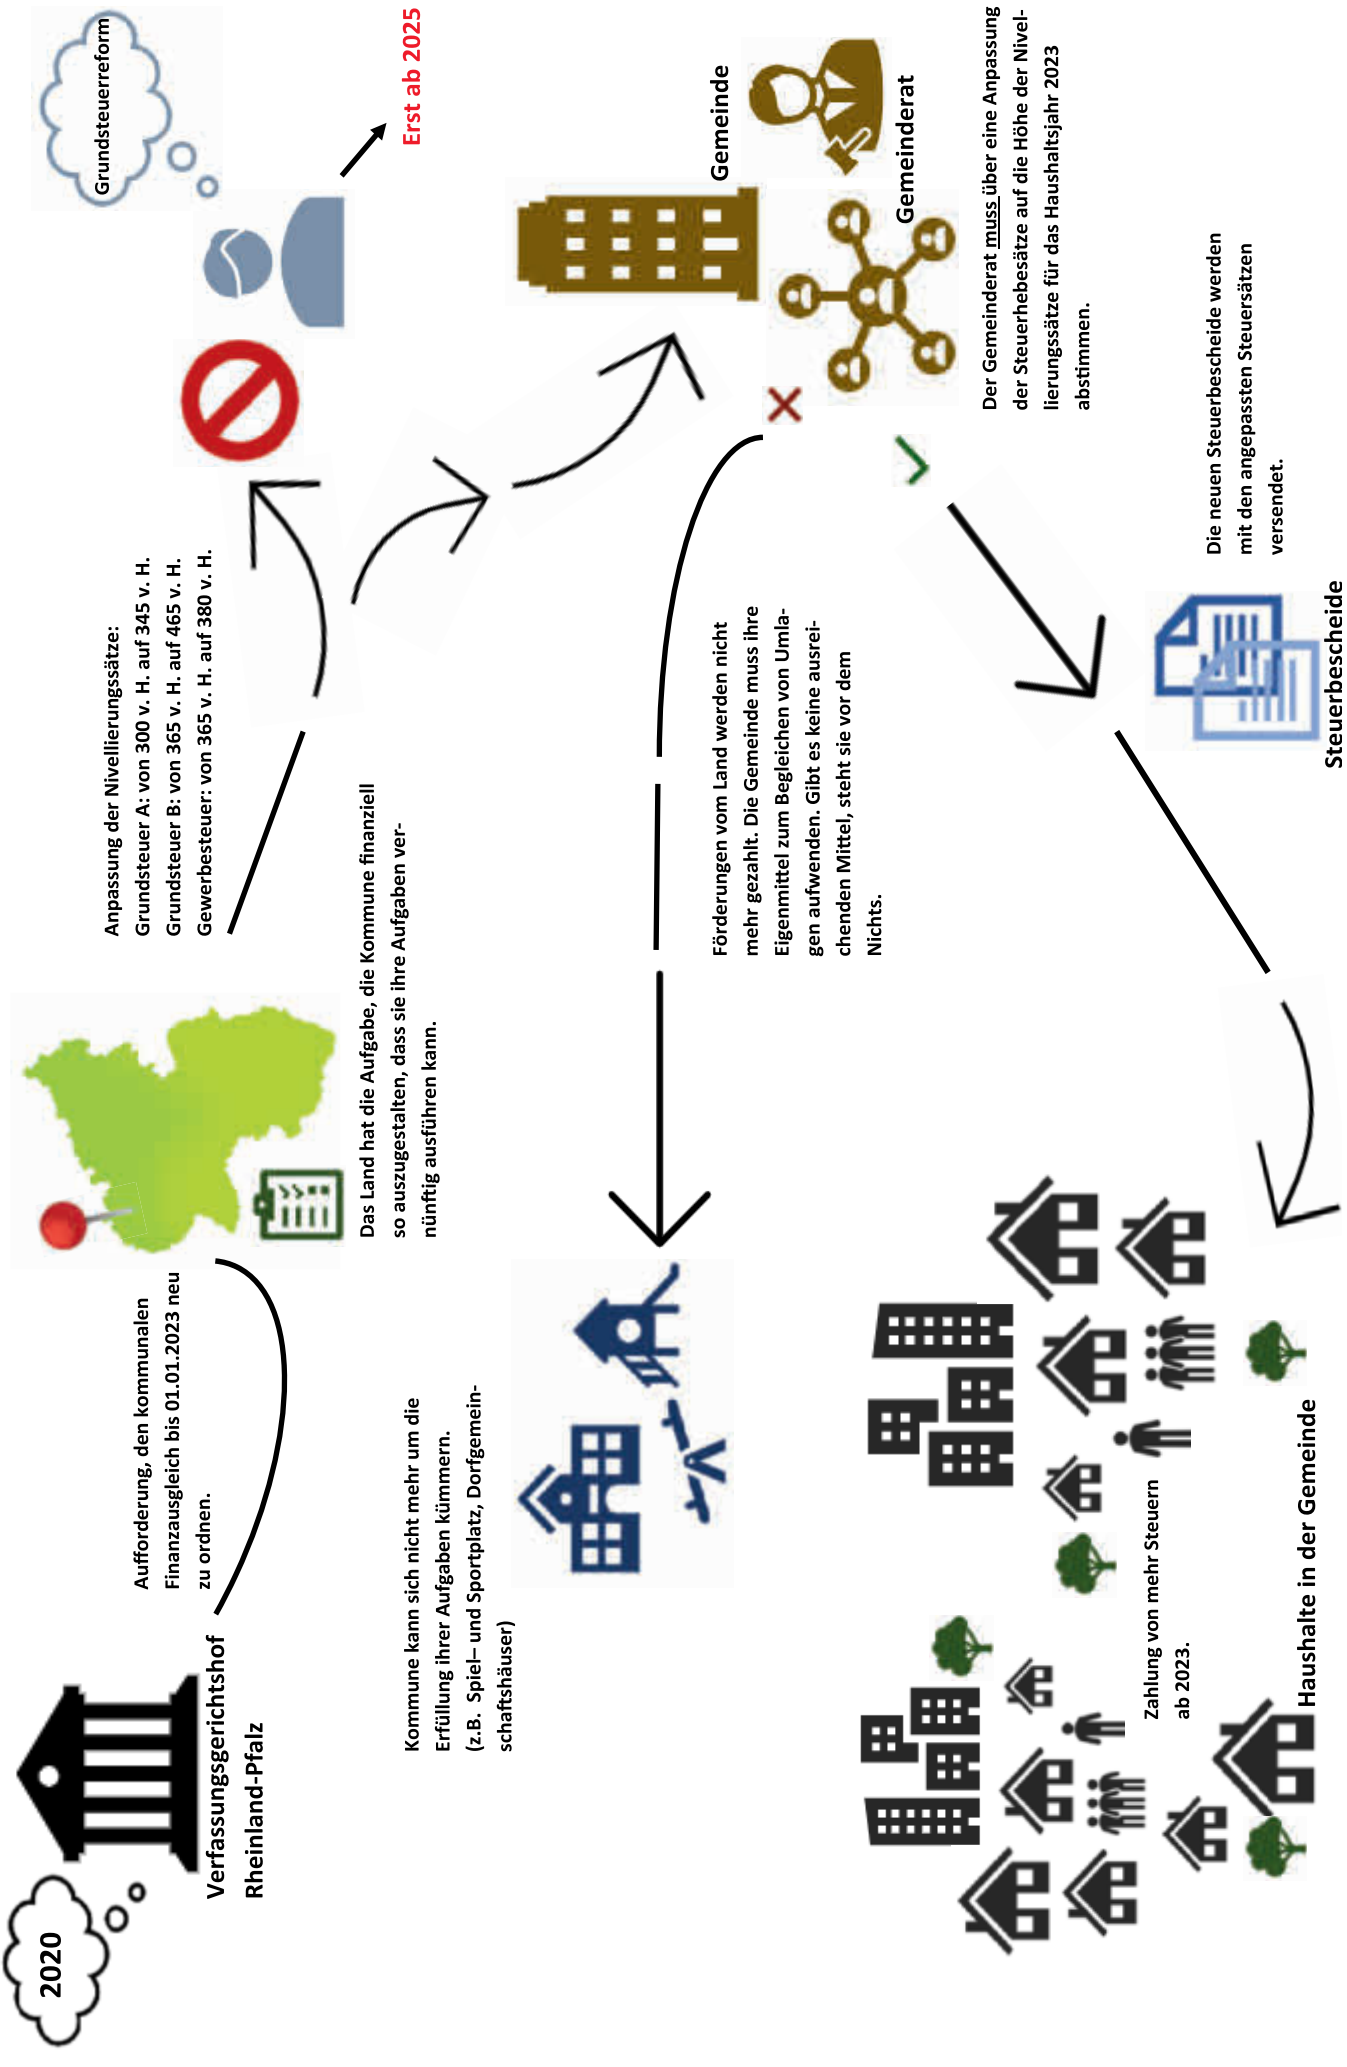 2020
Verfassungsgerichtshof
Rheinland-Pfalz
Aufforderung, den kommunalen
Finanzausgleich bis 01.01.2023 neu
zu ordnen.
Das Land hat die Aufgabe, die Kommune finanziell
so auszugestalten, dass sie ihre Aufgaben ver-
nünftig ausführen kann.
Anpassung der Nivellierungssätze:
Grundsteuer A: von 300 v. H. auf 345 v. H.
Grundsteuer B: von 365 v. H. auf 465 v. H.
Gewerbesteuer: von 365 v. H. auf 380 v. H.
Grundsteuerreform
Erst ab 2025
Gemeinde
Gemeinderat
Der Gemeinderat muss über eine Anpassung
der Steuerhebesätze auf die Höhe der Nivel-
lierungssätze für das Haushaltsjahr 2023
abstimmen.
Förderungen vom Land werden nicht
mehr gezahlt. Die Gemeinde muss ihre
Eigenmittel zum Begleichen von Umla-
gen aufwenden. Gibt es keine ausrei-
chenden Mittel, steht sie vor dem
Nichts.
Kommune kann sich nicht mehr um die
Erfüllung ihrer Aufgaben kümmern.
(z.B. Spiel– und Sportplatz, Dorfgemein-
schaftshäuser)
Die neuen Steuerbescheide werden
mit den angepassten Steuersätzen
versendet.
Steuerbescheide
Zahlung von mehr Steuern
ab 2023.
Haushalte in der Gemeinde